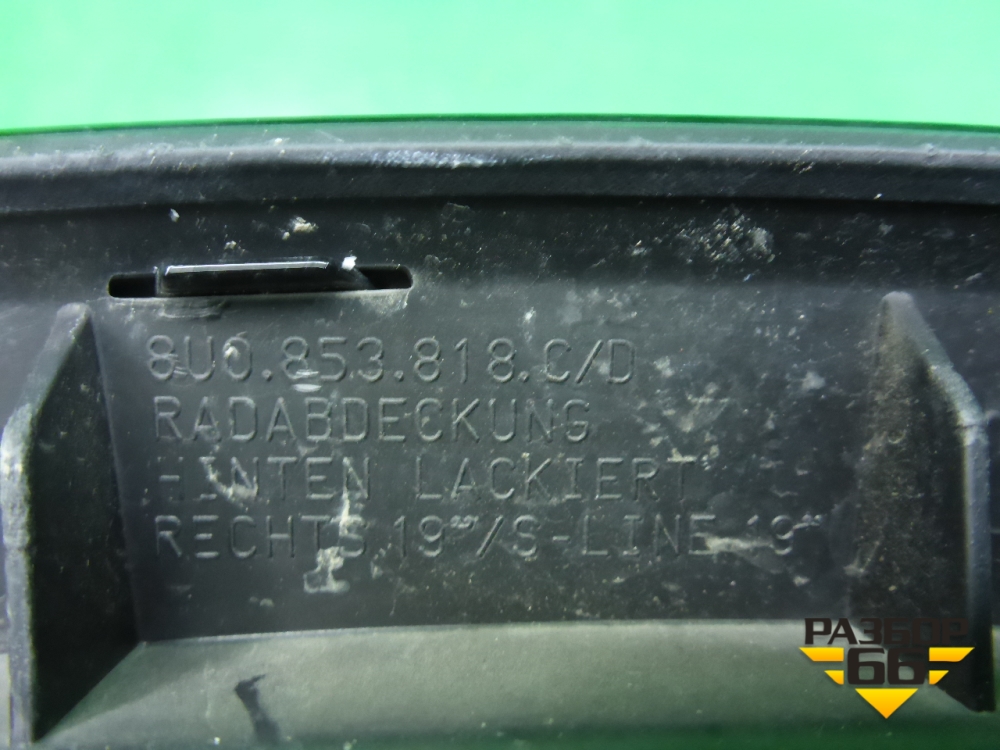 8U0.853.818.C/D
RADABDECKUNG
HINTEN LACKIERT
RECHTS 19"/S-LINE 19"
РАЗБОР
66